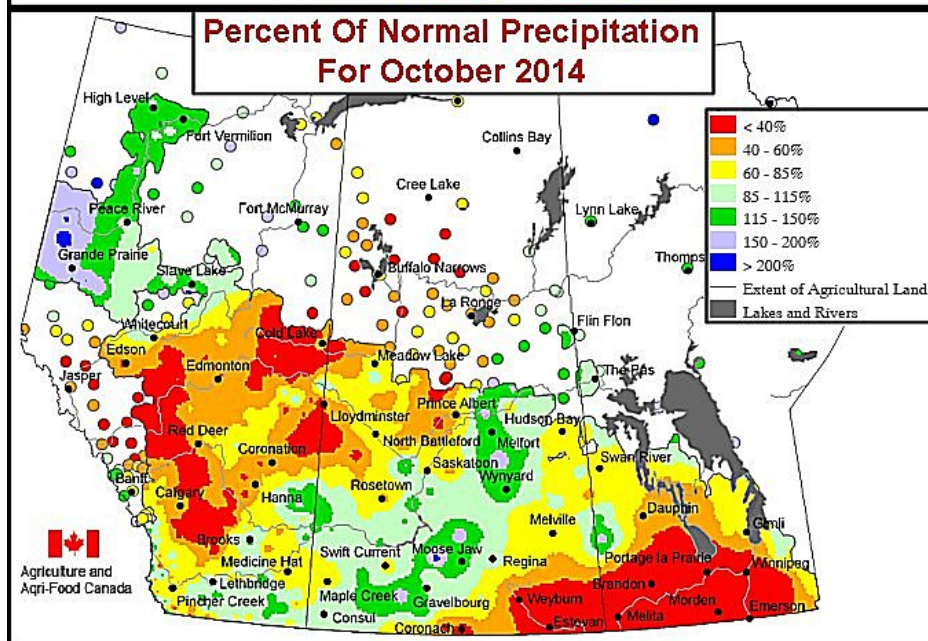 Percent Of Normal Precipitation
For October 2014
High Level
Fort Vermilion
Collins Bay
< 40%
40 - 60%
60 - 85%
85 - 115%
115 - 150%
150 - 200%
> 200%
Extent of Agricultural Land
Lakes and Rivers
Peace River
Fort McMurray
Cree Lake
Lynn Lake
Grande Prairie
Slave Lake
Buffalo Narrows
Thomps
La Ronge
Whitecourt
Cold Lake
Flin Flon
Edson
Meadow Lake
Jasper
Edmonton
The Pas
Lloydminster
Prince Albert
Hudson Bay
Red Deer
North Battleford
Melfort
Coronation
Saskatoon
Swan River
Banff
Hanna
Rosetown
Wynyard
Calgary
Dauphin
Melville
Gimli
Brooks
Swift Current
Moose Jaw
Regina
Portage la Prairie
Winnipeg
Medicine Hat
Agriculture and
Agri-Food Canada
Lethbridge
Maple Creek
Gravelbourg
Weyburn
Brandon
Morden
Pincher Creek
Consul
Coronach
Estevan
Melita
Emerson